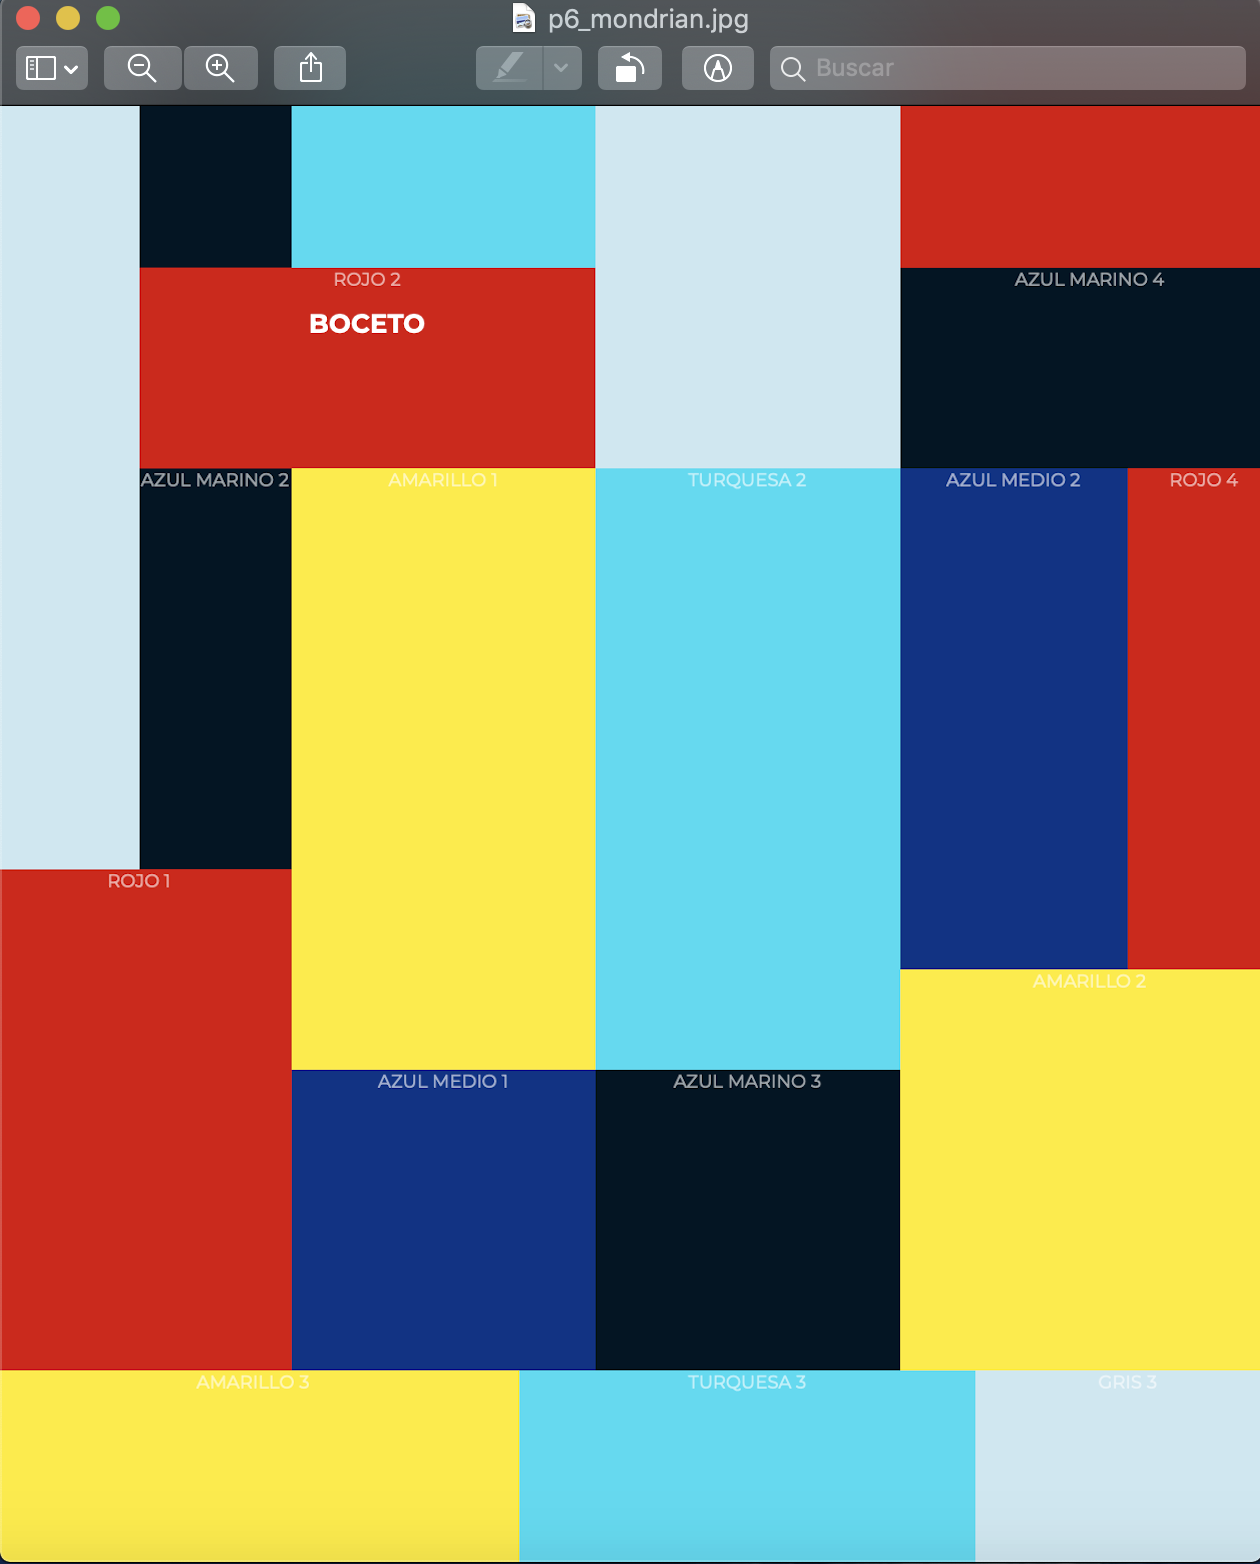 p6_mondrian.jpg
Buscar
ROJO 2
BOCETO
AZUL MARINO 4
AZUL MARINO 2
AMARILLO 1
TURQUESA 2
AZUL MEDIO 2
ROJO 4
ROJO 1
AMARILLO 2
AZUL MEDIO 1
AZUL MARINO 3
AMARILLO 3
TURQUESA 3
GRIS 3